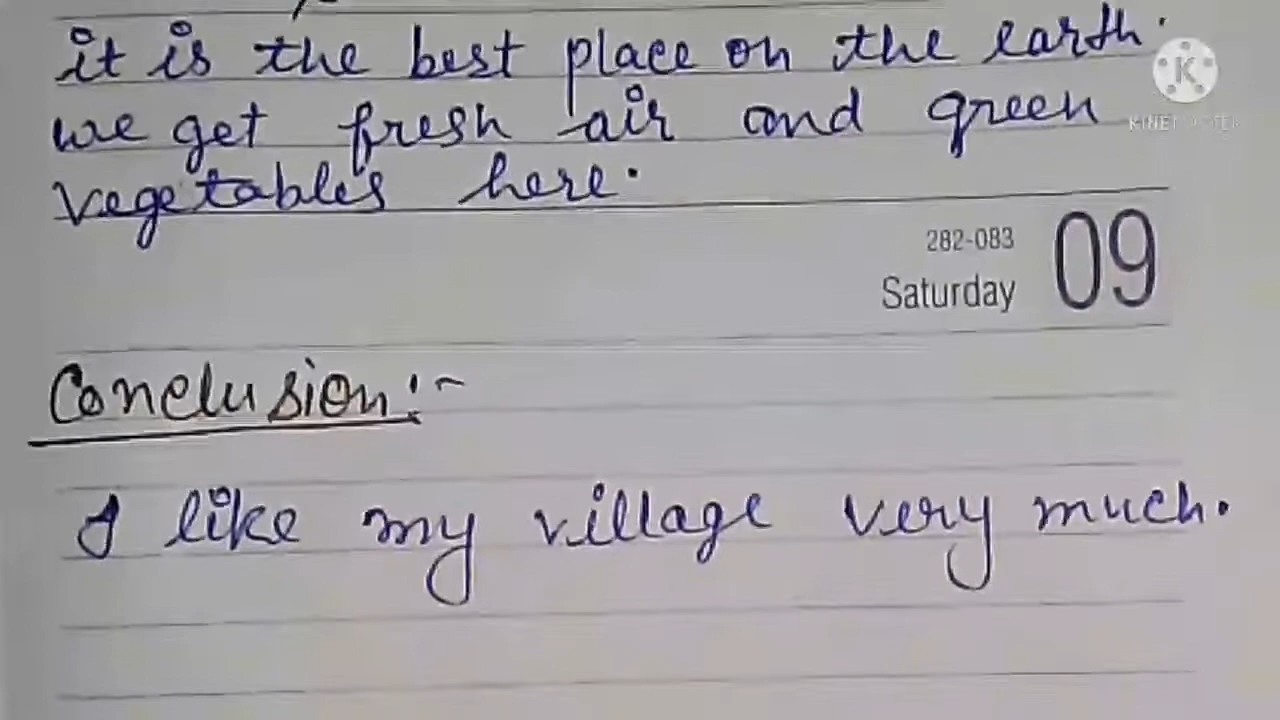 it is the best place on the earth.
we get fresh air and green
vegetables here.
282-083
Saturday 09
Conclusion:-
I like my village very much.
K
KINEMASTER